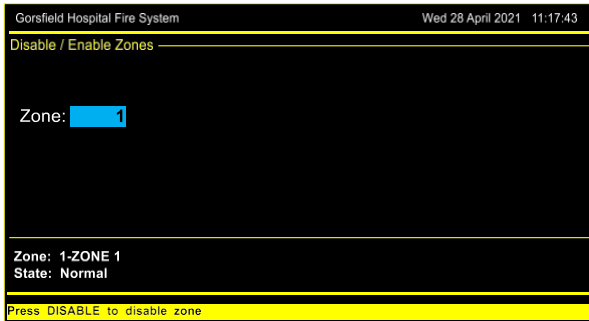 Gorsfield Hospital Fire System Wed 28 April 2021 11:17:43
Disable / Enable Zones
Zone: 1
Zone: 1-ZONE 1
State: Normal
Press DISABLE to disable zone